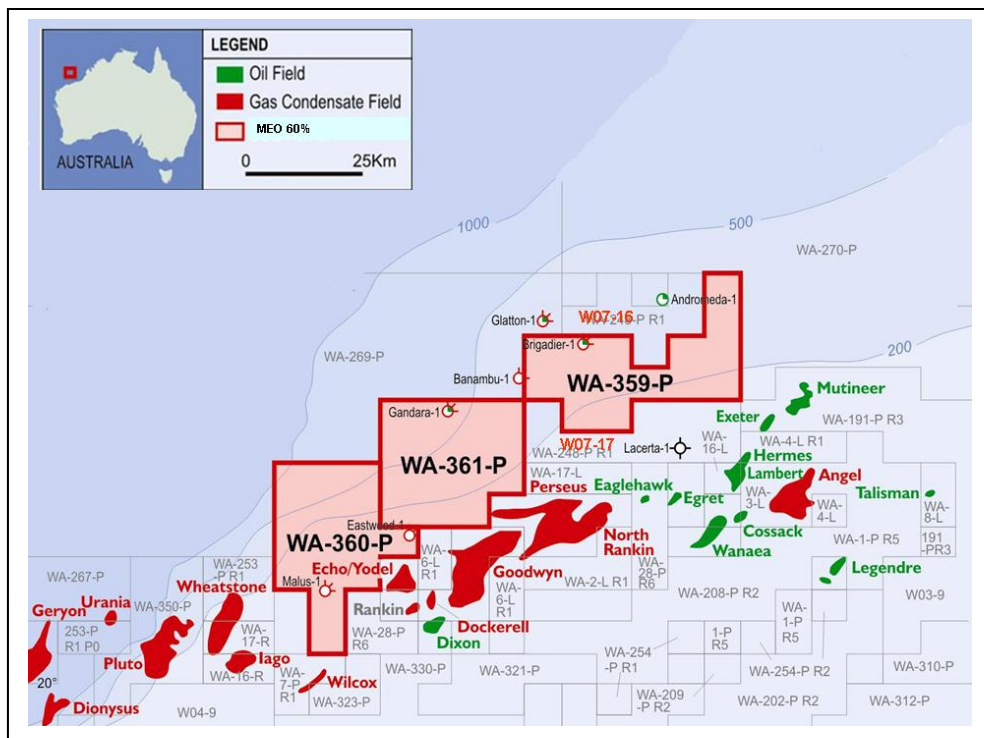 LEGEND
Oil Field
Gas Condensate Field
MEO 60%
0 25Km
AUSTRALIA
1000
500
WA-270-P
Andromeda-1
Glatton-1
W07-16
P R1
Brigadier-1
WA-269-P
200
Banambu-1
WA-359-P
Mutineer
Gandara-1
Exeter
WA-191-P R3
W07-17
Lacerta-1
WA-16-L
WA-4-L R1
WA-248-P R1
Hermes
WA-361-P
WA-17-L
Lambert
Angel
Perseus
Eaglehawk
Egret
WA-3-L
WA-4-L
Talisman
WA-8-L
Eastwood-1
North
Rankin
Cossack
WA-1-P R5
191
-PR3
WA-360-P
Wanaea
WA-253
-P R1
WA-6-L
R1
Goodwyn
WA-28-P
R6
Legendre
WA-267-P
Wheatstone
Malus-1
Echo/Yodel
WA-2-L R1
WA-208-P R2
W03-9
Geryon
Urania
WA-350-P
Rankin
WA-6-L
R1
WA-1-P
R5
253-P
R1 P0
WA-17-R
WA-28-P
R6
Dockerell
Dixon
1-P
R5
Pluto
Iago
WA-254
-P R1
WA-16-R
WA-7-P
R1
WA-330-P
WA-321-P
WA-254-P R2
WA-310-P
20°
Wilcox
WA-323-P
WA-209
-P R2
WA-202-P R2
WA-312-P
Dionysus
W04-9